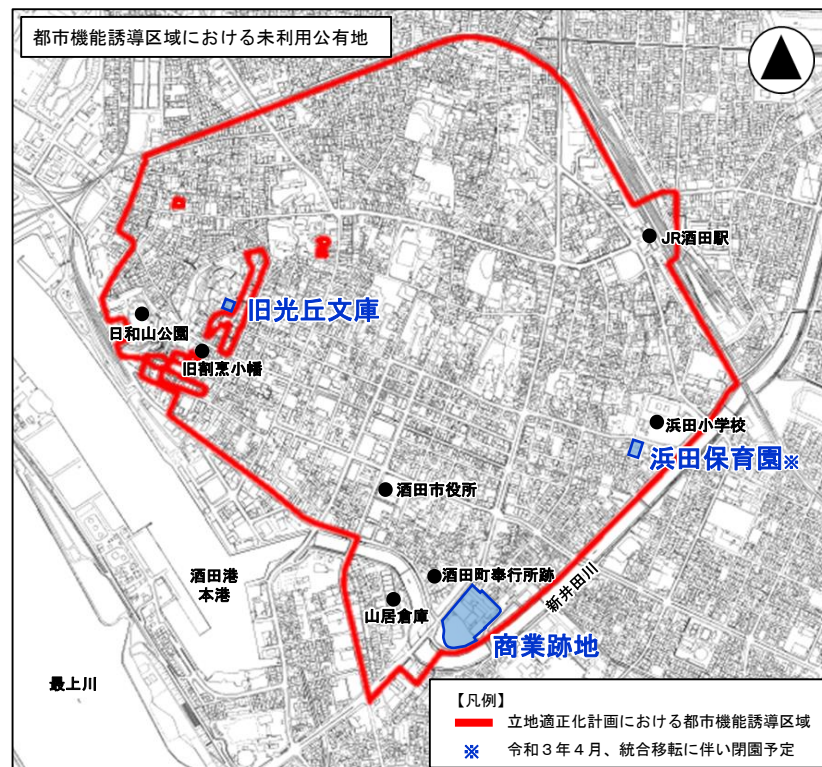 都市機能誘導区域における未利用公有地
JR酒田駅
旧光丘文庫
日和山公園
旧割烹小幡
浜田小学校
浜田保育園※
酒田市役所
酒田港
本港
酒田町奉行所跡
新井田川
山居倉庫
商業跡地
最上川
【凡例】
立地適正化計画における都市機能誘導区域
※ 令和3年4月、統合移転に伴い閉園予定